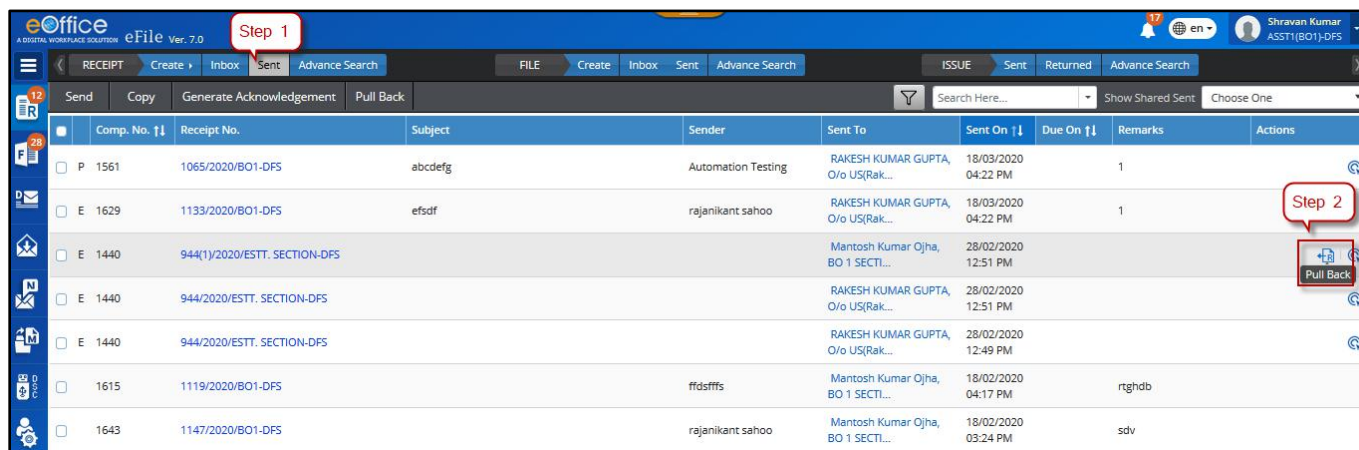 eOffice
A DIGITAL WORKPLACE SOLUTION eFile Ver. 7.0
Step 1
17
en
Shravan Kumar
ASST1(BO1)-DFS
RECEIPT Create Inbox Sent Advance Search
FILE Create Inbox Sent Advance Search
ISSUE Sent Returned Advance Search
12
R
Send Copy Generate Acknowledgement Pull Back
Search Here...
Show Shared Sent Choose One
Comp. No. Receipt No. Subject Sender Sent To Sent On Due On Remarks Actions
28
F
P 1561 1065/2020/BO1-DFS abcdefg Automation Testing RAKESH KUMAR GUPTA, 18/03/2020 1
O/o US(Rak... 04:22 PM
D
E 1629 1133/2020/BO1-DFS efsdf rajanikant sahoo RAKESH KUMAR GUPTA, 18/03/2020 1
O/o US(Rak... 04:22 PM
Step 2
E 1440 944(1)/2020/ESTT. SECTION-DFS Mantosh Kumar Ojha, 28/02/2020
BO 1 SECTI... 12:51 PM
Pull Back
N
E 1440 944/2020/ESTT. SECTION-DFS RAKESH KUMAR GUPTA, 28/02/2020
O/o US(Rak... 12:51 PM
M
E 1440 944/2020/ESTT. SECTION-DFS RAKESH KUMAR GUPTA, 28/02/2020
O/o US(Rak... 12:49 PM
DSC
1615 1119/2020/BO1-DFS ffdsfffs Mantosh Kumar Ojha, 18/02/2020 rtghdb
BO 1 SECTI... 04:17 PM
1643 1147/2020/BO1-DFS rajanikant sahoo Mantosh Kumar Ojha, 18/02/2020 sdv
BO 1 SECTI... 03:24 PM